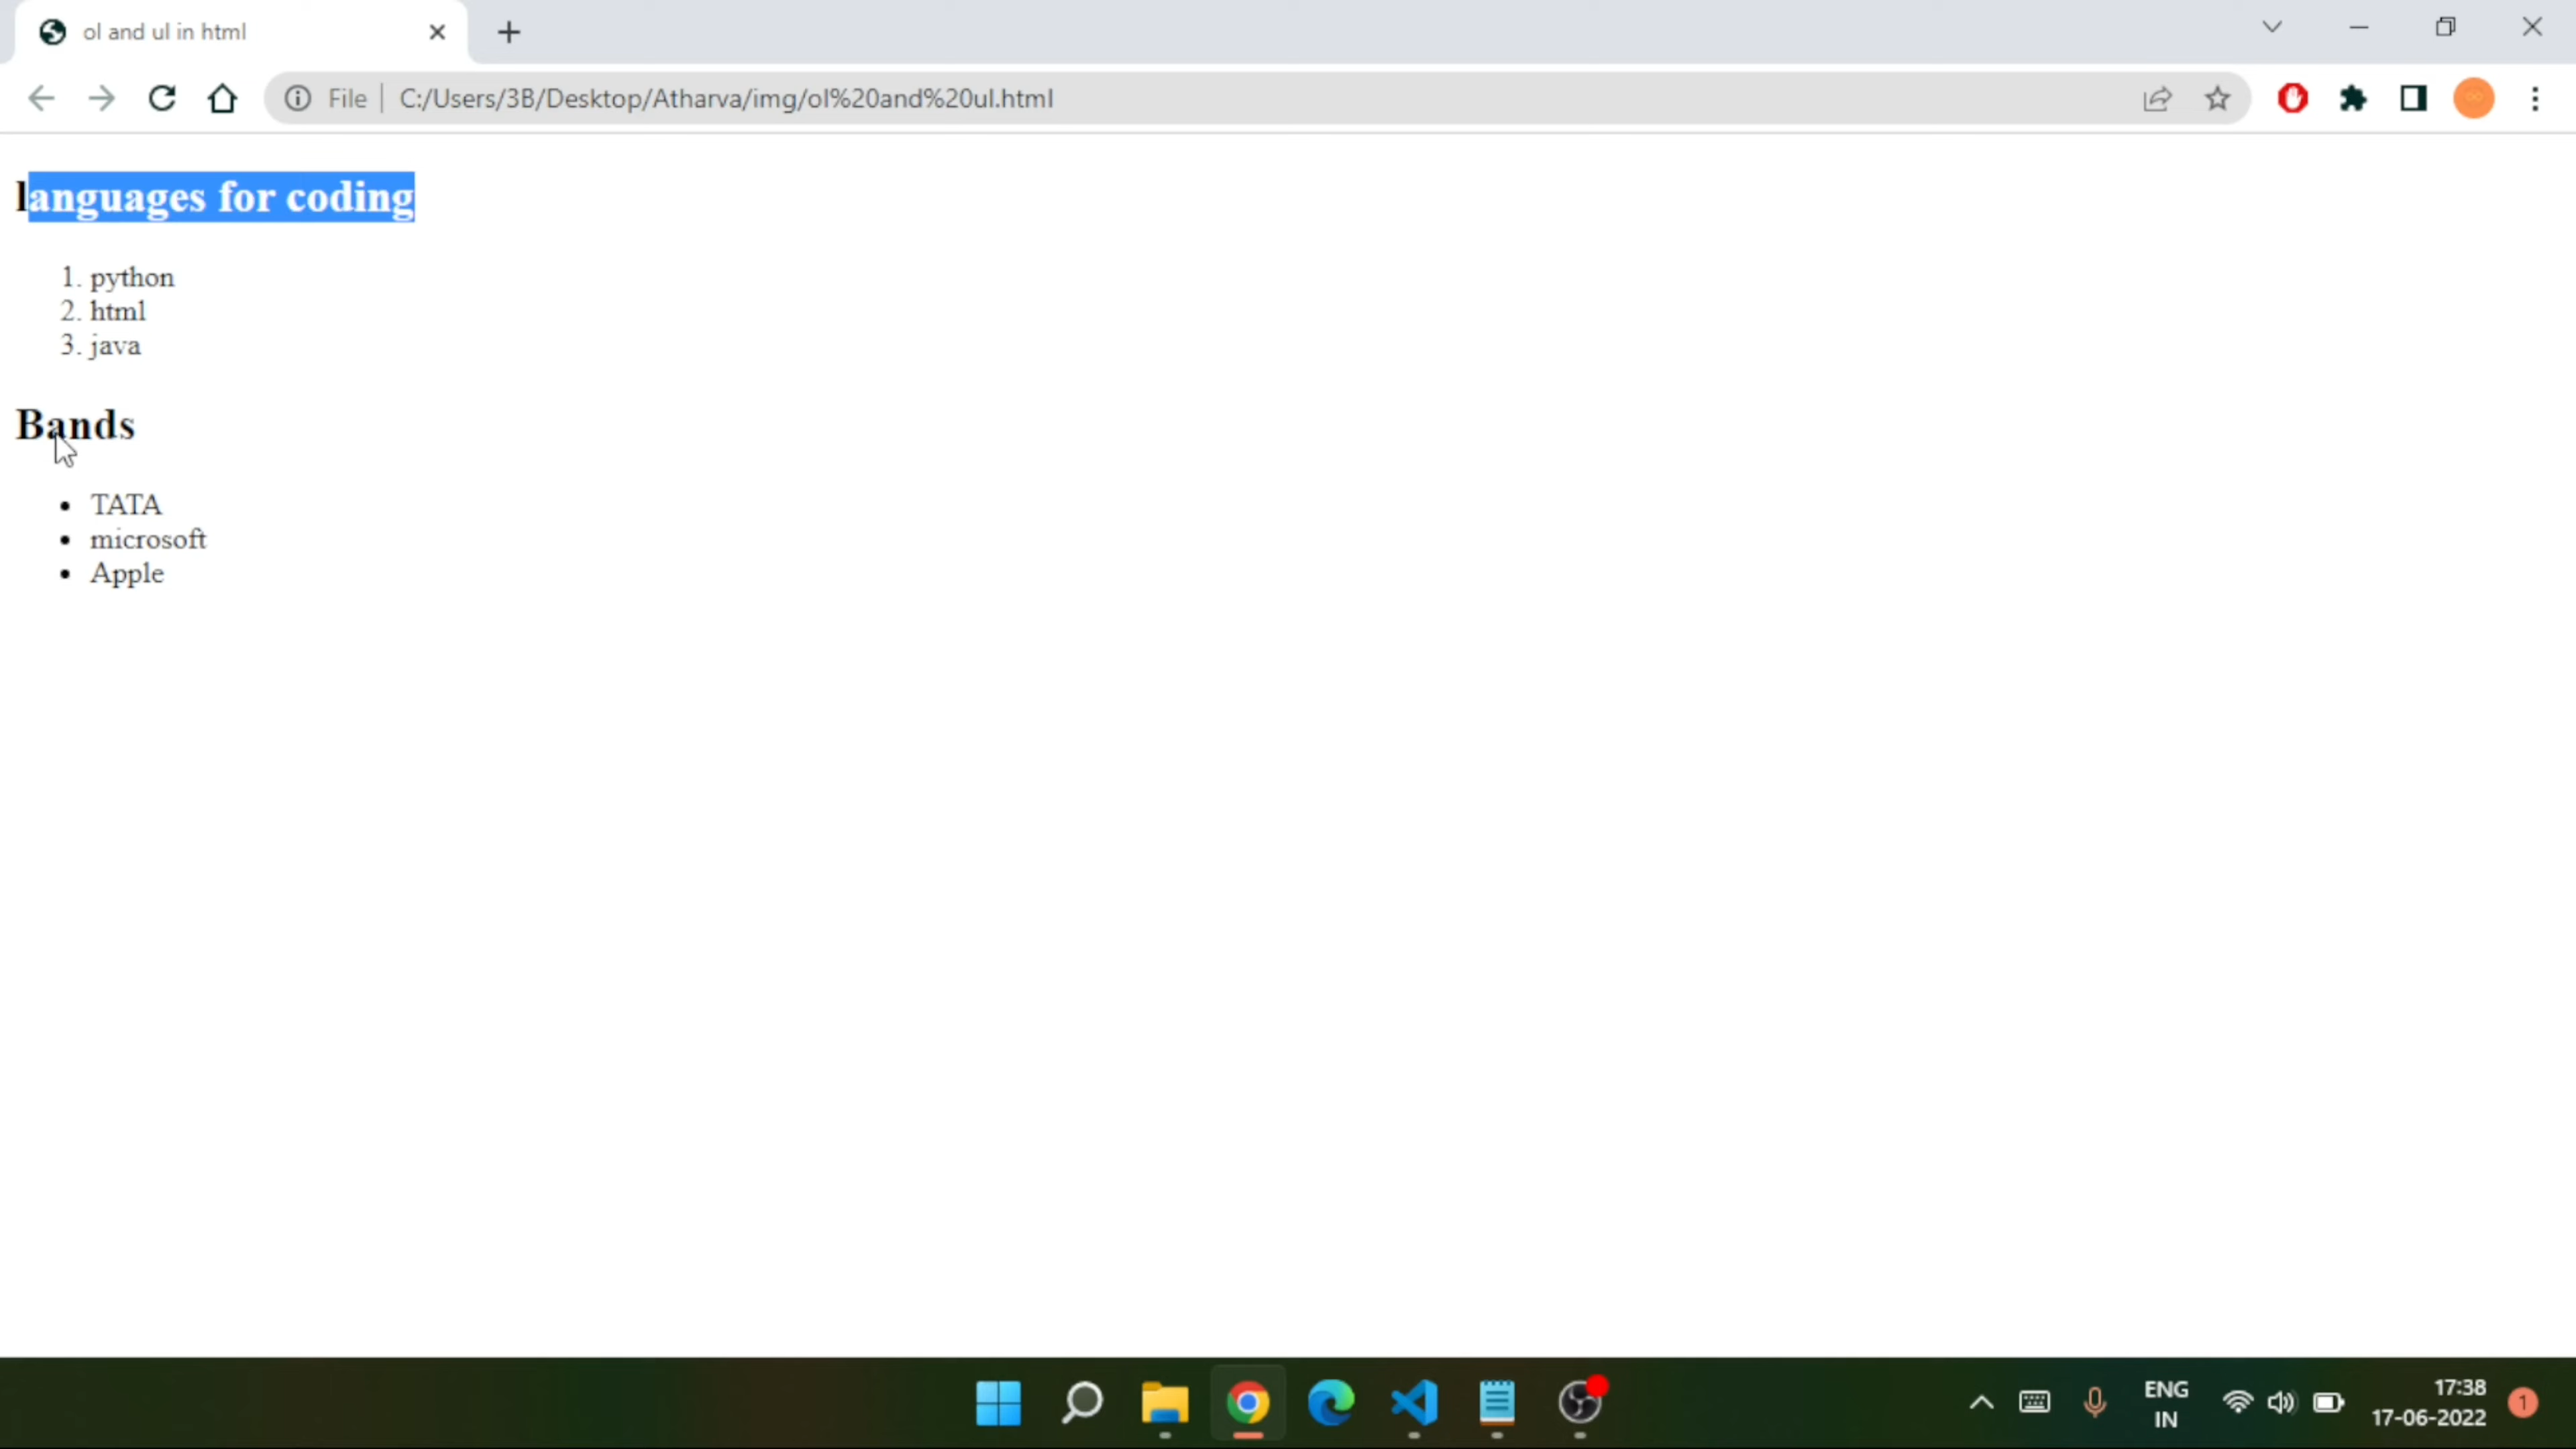 ol and ul in html
File
C:/Users/3B/Desktop/Atharva/img/ol%20and%20ul.html
languages for coding
1. python
2. html
3. java
Bands
• TATA
• microsoft
• Apple
ENG
IN
17:38
17-06-2022
1